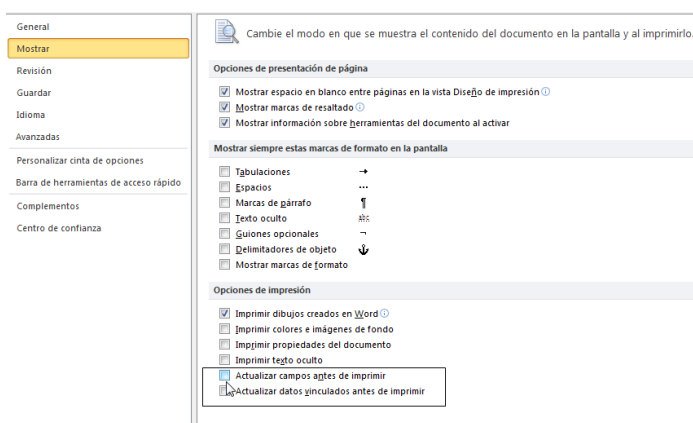 General
Mostrar
Revisión
Guardar
Idioma
Avanzadas
Personalizar cinta de opciones
Barra de herramientas de acceso rápido
Complementos
Centro de confianza
Cambie el modo en que se muestra el contenido del documento en la pantalla y al imprimirlo.
Opciones de presentación de página
Mostrar espacio en blanco entre páginas en la vista Diseño de impresión
Mostrar marcas de resaltado
Mostrar información sobre herramientas del documento al activar
Mostrar siempre estas marcas de formato en la pantalla
Tabulaciones →
Espacios ···
Marcas de párrafo ¶
Texto oculto abc
Guiones opcionales ¬
Delimitadores de objeto
Mostrar marcas de formato
Opciones de impresión
Imprimir dibujos creados en Word
Imprimir colores e imágenes de fondo
Imprimir propiedades del documento
Imprimir texto oculto
Actualizar campos antes de imprimir
Actualizar datos vinculados antes de imprimir